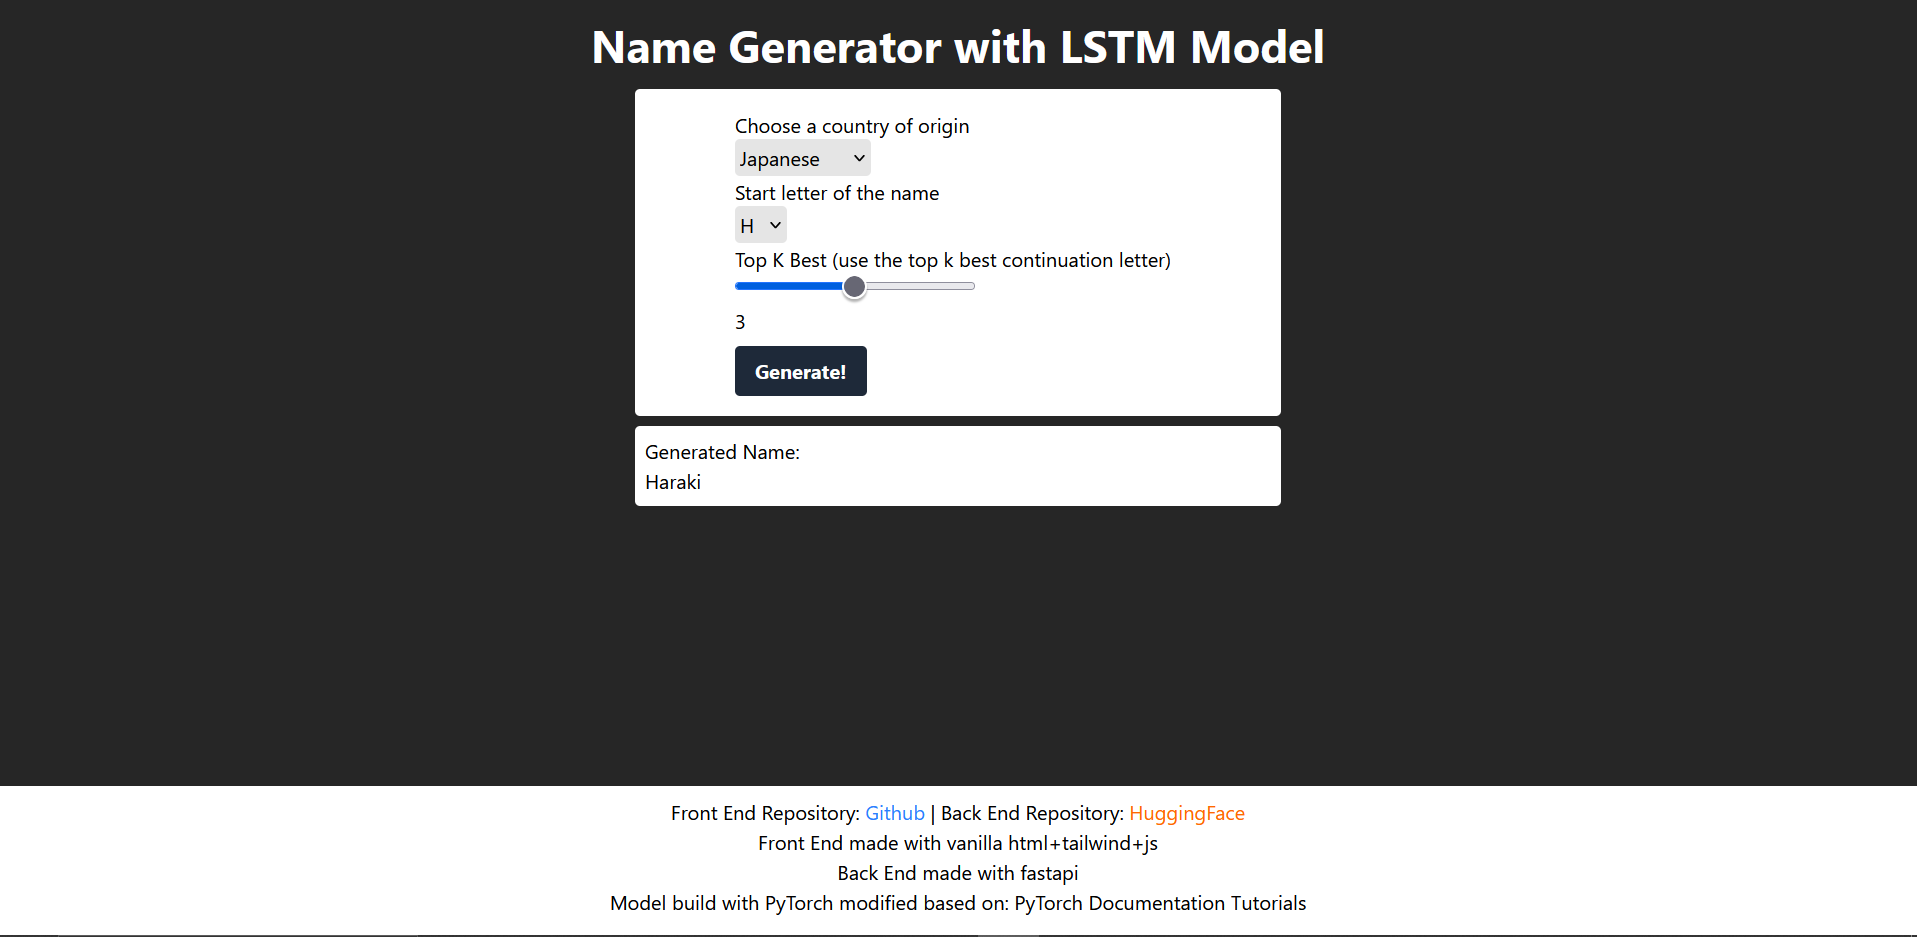 Name Generator with LSTM Model
Choose a country of origin
Japanese
Start letter of the name
H
Top K Best (use the top k best continuation letter)
3
Generate!
Generated Name:
Haraki
Front End Repository: Github | Back End Repository: HuggingFace
Front End made with vanilla html+tailwind+js
Back End made with fastapi
Model build with PyTorch modified based on: PyTorch Documentation Tutorials